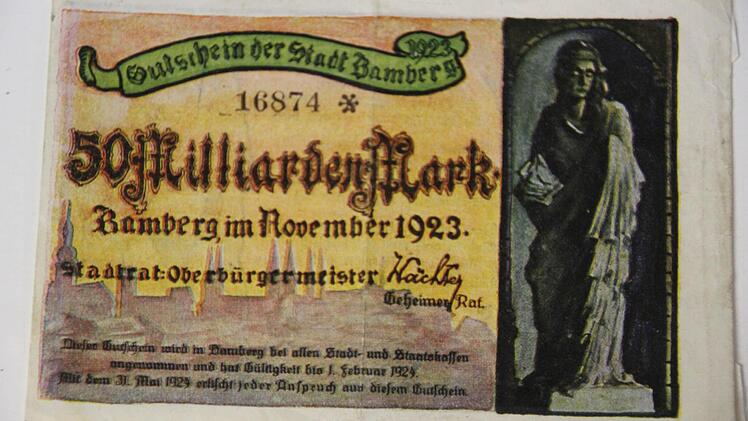 Gutschein der Stadt Bamberg
1923
16874 *
50 Milliarden Mark.
Bamberg, im November 1923.
Stadtrat: Oberbürgermeister Wächter
Geheimer Rat.
Dieser Gutschein wird in Bamberg bei allen Stadt- und Staatskassen
angenommen und hat Gültigkeit bis 1. Februar 1924.
Mit dem 31. Mai 1924 erlischt jeder Anspruch aus diesem Gutschein.